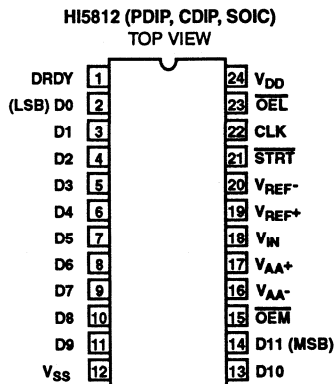 HI5812 (PDIP, CDIP, SOIC)
TOP VIEW
DRDY 1 24 VDD
(LSB) D0 2 23 OEL
D1 3 22 CLK
D2 4 21 STRT
D3 5 20 VREF-
D4 6 19 VREF+
D5 7 18 VIN
D6 8 17 VAA+
D7 9 16 VAA-
D8 10 15 OEM
D9 11 14 D11 (MSB)
VSS 12 13 D10